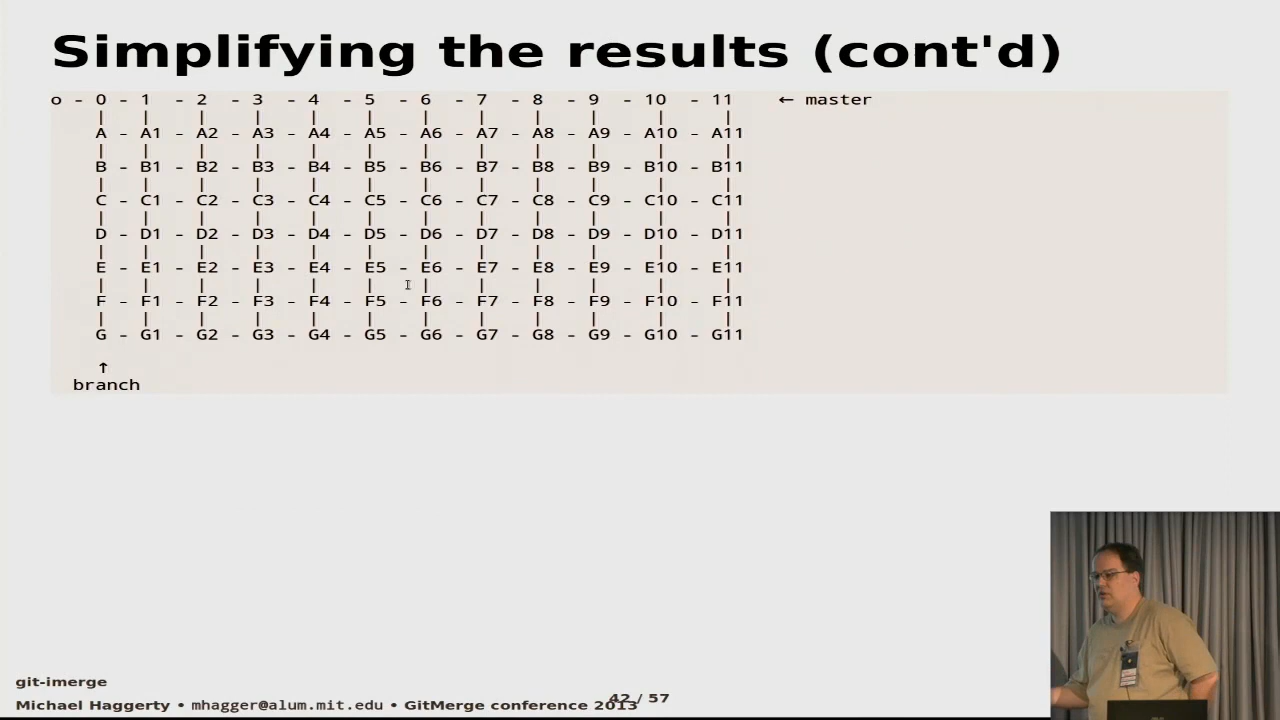 Simplifying the results (cont'd)
o - 0 - 1 - 2 - 3 - 4 - 5 - 6 - 7 - 8 - 9 - 10 - 11 ← master
| | | | | | | | | | | |
A - A1 - A2 - A3 - A4 - A5 - A6 - A7 - A8 - A9 - A10 - A11
| | | | | | | | | | | |
B - B1 - B2 - B3 - B4 - B5 - B6 - B7 - B8 - B9 - B10 - B11
| | | | | | | | | | | |
C - C1 - C2 - C3 - C4 - C5 - C6 - C7 - C8 - C9 - C10 - C11
| | | | | | | | | | | |
D - D1 - D2 - D3 - D4 - D5 - D6 - D7 - D8 - D9 - D10 - D11
| | | | | | | | | | | |
E - E1 - E2 - E3 - E4 - E5 - E6 - E7 - E8 - E9 - E10 - E11
| | | | | | | | | | | |
F - F1 - F2 - F3 - F4 - F5 - F6 - F7 - F8 - F9 - F10 - F11
| | | | | | | | | | | |
G - G1 - G2 - G3 - G4 - G5 - G6 - G7 - G8 - G9 - G10 - G11
↑
branch
git-imerge
Michael Haggerty • mhagger@alum.mit.edu • GitMerge conference 2013
42 / 57